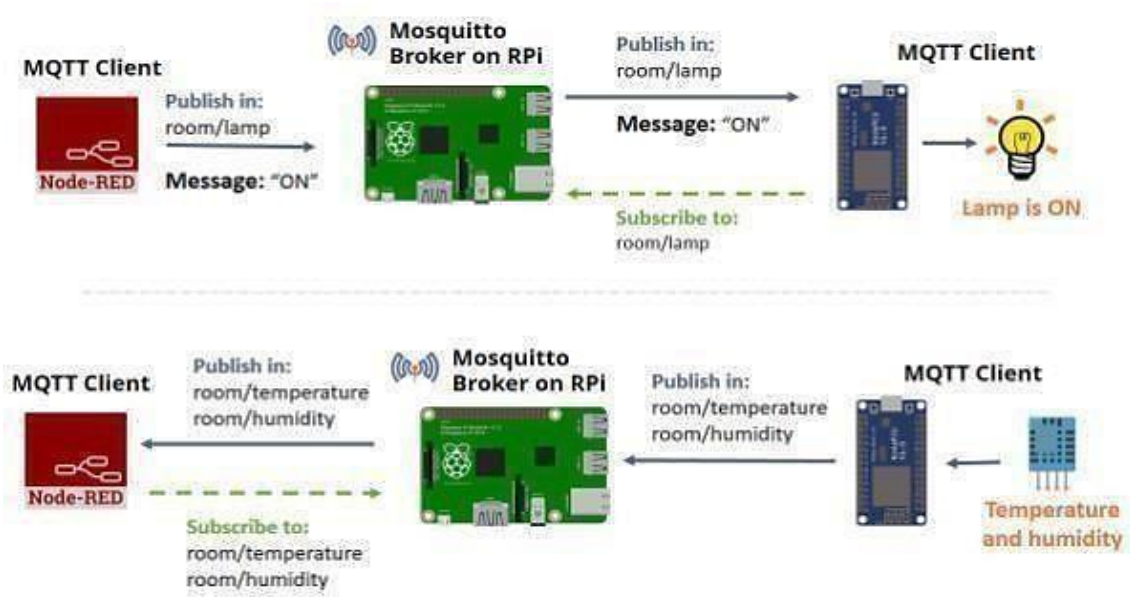 Mosquitto
Broker on RPi
MQTT Client
Publish in:
room/lamp
Message: "ON"
Node-RED
Publish in:
room/lamp
Message: "ON"
Subscribe to:
room/lamp
MQTT Client
Lamp is ON
MQTT Client
Node-RED
Publish in:
room/temperature
room/humidity
Subscribe to:
room/temperature
room/humidity
Mosquitto
Broker on RPi
Publish in:
room/temperature
room/humidity
MQTT Client
Temperature
and humidity